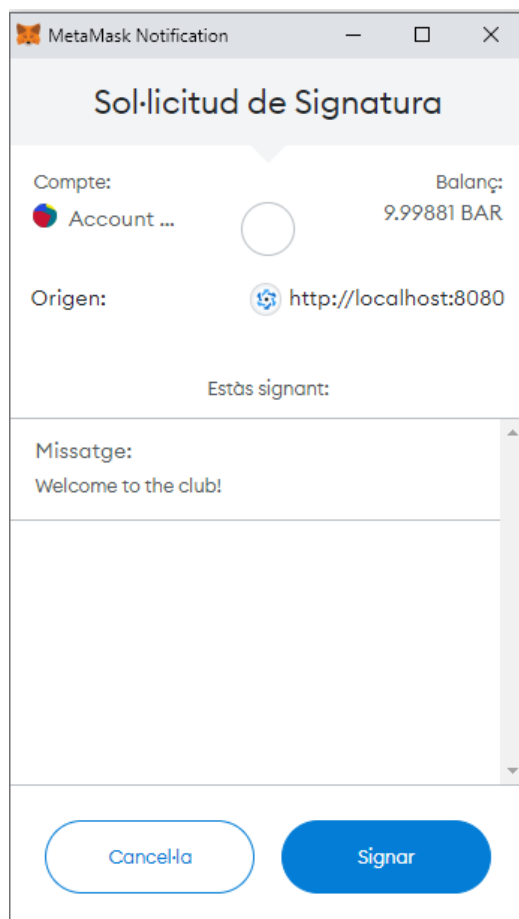 MetaMask Notification
Sol·licitud de Signatura
Compte:
Balanç:
Account ...
9.99881 BAR
Origen:
http://localhost:8080
Estàs signant:
Missatge:
Welcome to the club!
Cancel·la
Signar